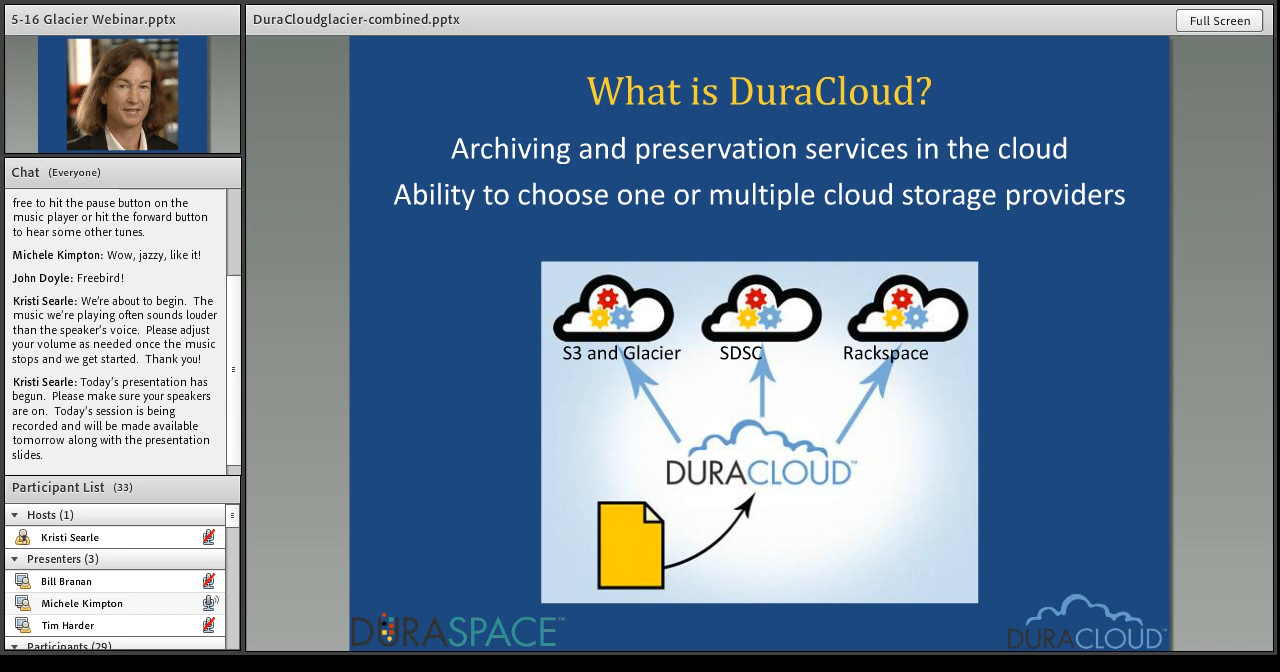 5-16 Glacier Webinar.pptx
Chat (Everyone)
free to hit the pause button on the
music player or hit the forward button
to hear some other tunes.
Michele Kimpton: Wow, jazzy, like it!
John Doyle: Freebird!
Kristi Searle: We're about to begin. The
music we're playing often sounds louder
than the speaker's voice. Please adjust
your volume as needed once the music
stops and we get started. Thank you!
Kristi Searle: Today's presentation has
begun. Please make sure your speakers
are on. Today's session is being
recorded and will be made available
tomorrow along with the presentation
slides.
Participant List (33)
Hosts (1)
Kristi Searle
Presenters (3)
Bill Branan
Michele Kimpton
Tim Harder
Participants (29)
DuraCloudglacier-combined.pptx
Full Screen
What is DuraCloud?
Archiving and preservation services in the cloud
Ability to choose one or multiple cloud storage providers
S3 and Glacier
SDSC
Rackspace
DURACLOUD™
DURASPACE™
DURACLOUD™